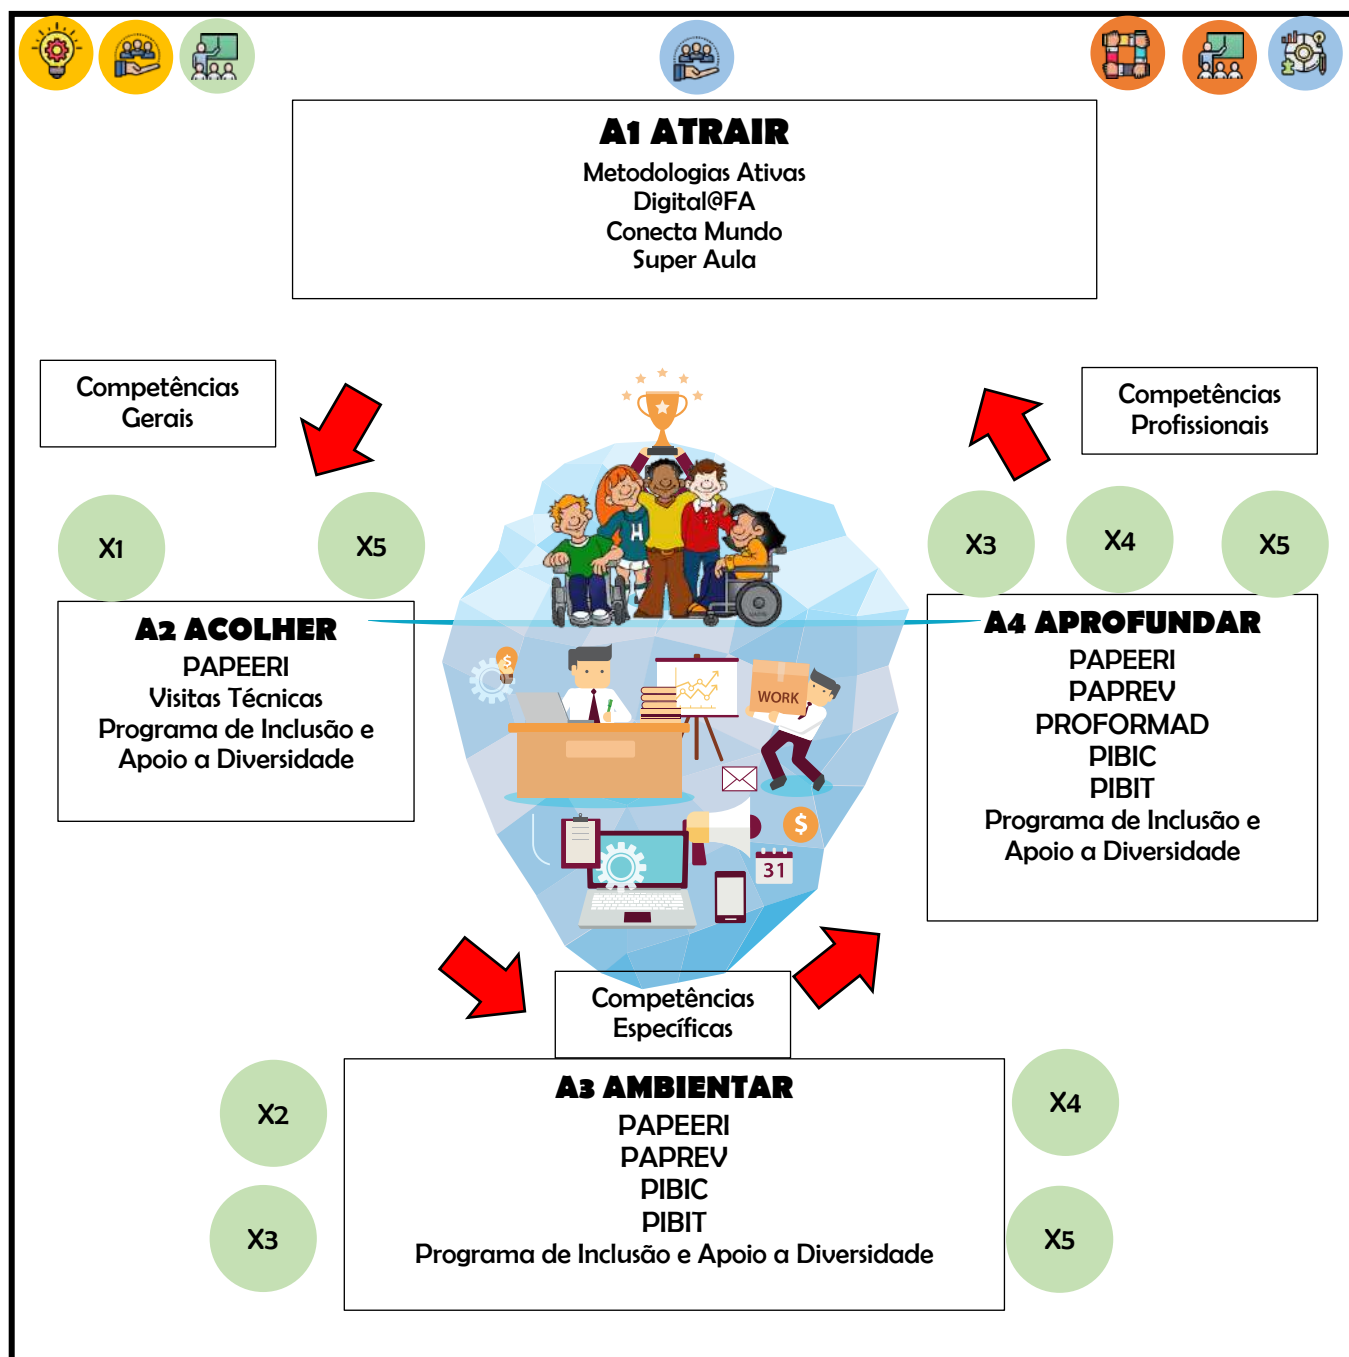 A1 ATRAIR
Metodologias Ativas
Digital@FA
Conecta Mundo
Super Aula
Competências
Gerais
Competências
Profissionais
X1
X5
X3
X4
X5
A2 ACOLHER
PAPEERI
Visitas Técnicas
Programa de Inclusão e
Apoio a Diversidade
A4 APROFUNDAR
PAPEERI
PAPREV
PROFORMAD
PIBIC
PIBIT
Programa de Inclusão e
Apoio a Diversidade
H
$
WORK
$
31
Competências
Específicas
X2
X3
A3 AMBIENTAR
PAPEERI
PAPREV
PIBIC
PIBIT
Programa de Inclusão e Apoio a Diversidade
X4
X5